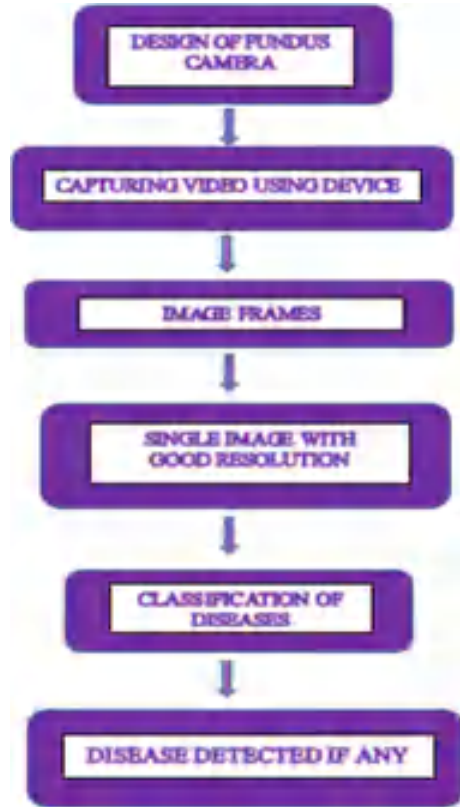 DESIGN OF FUNDUS
CAMERA
CAPTURING VIDEO USING DEVICE
IMAGE FRAMES
SINGLE IMAGE WITH
GOOD RESOLUTION
CLASSIFICATION OF
DISEASES
DISEASE DETECTED IF ANY